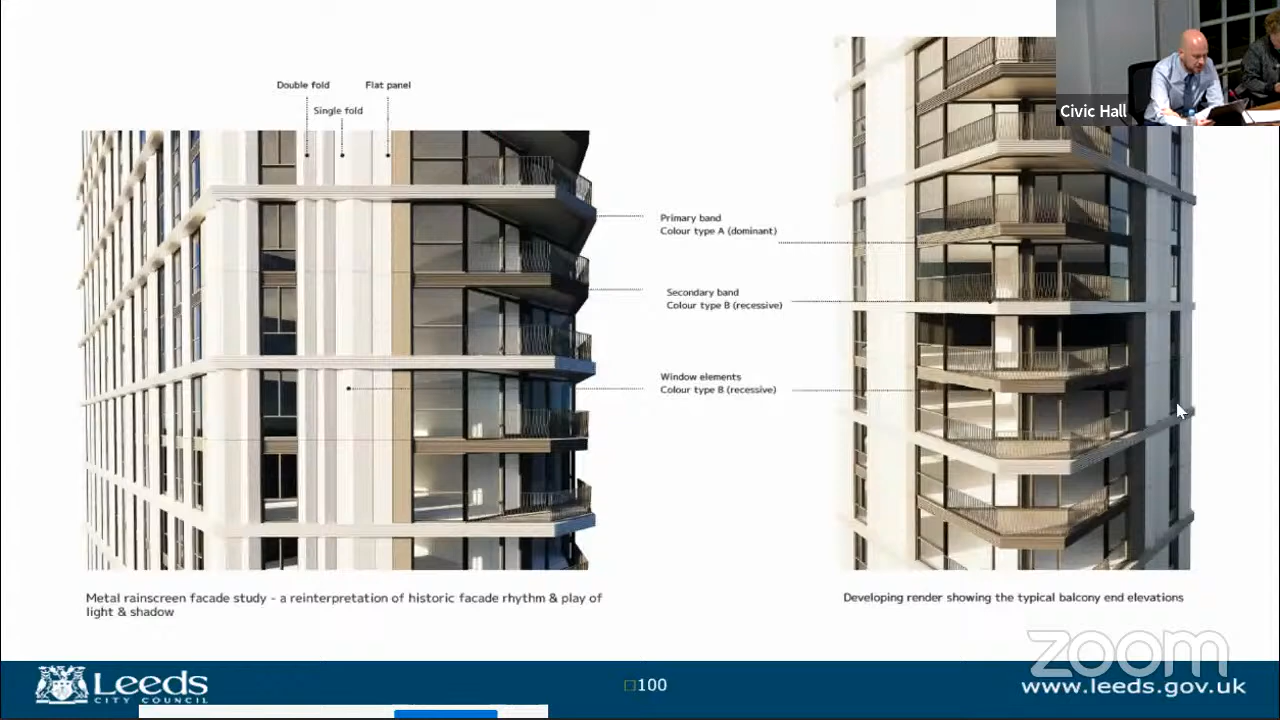 Civic Hall
Double fold
Flat panel
Single fold
Primary band
Colour type A (dominant)
Secondary band
Colour type B (recessive)
Window elements
Colour type B (recessive)
Metal rainscreen facade study - a reinterpretation of historic facade rhythm & play of
light & shadow
Developing render showing the typical balcony end elevations
zoom
Leeds
CITY COUNCIL
100
www.leeds.gov.uk